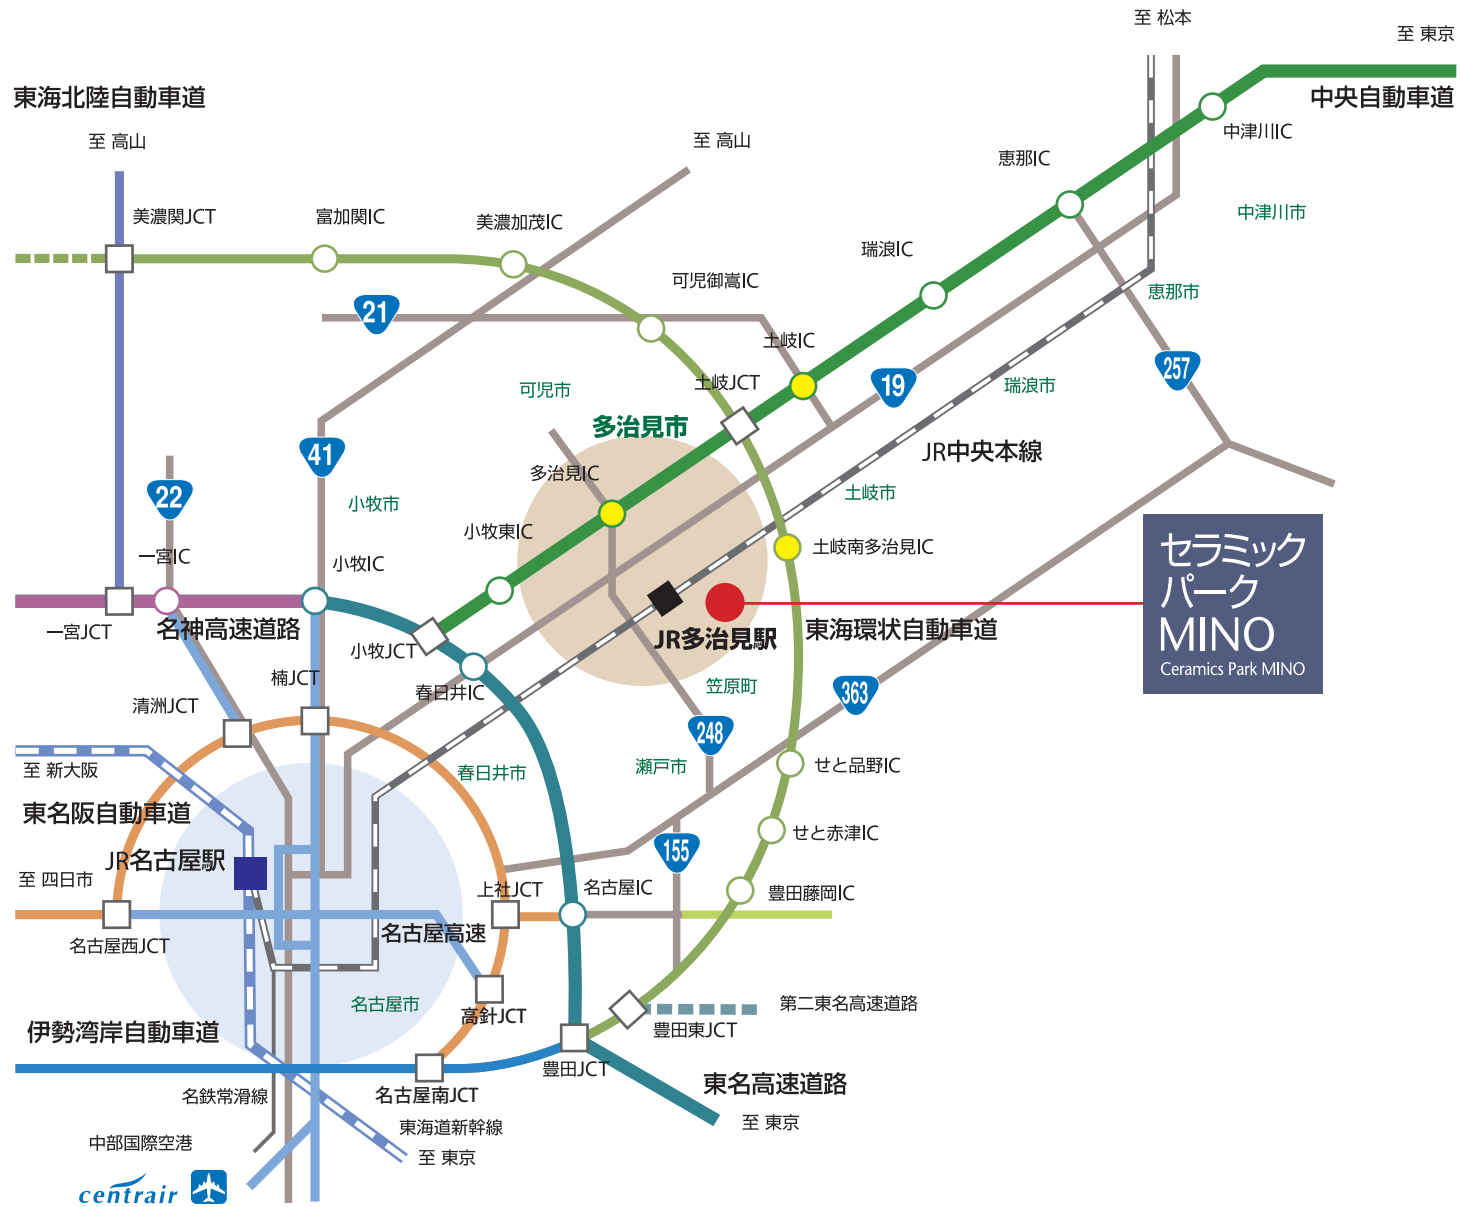 至 松本
至 東京
東海北陸自動車道
中央自動車道
至 高山
至 高山
中津川IC
恵那IC
美濃関JCT
富加関IC
美濃加茂IC
中津川市
瑞浪IC
可児御嵩IC
恵那市
21
土岐IC
257
土岐JCT
19
可児市
瑞浪市
多治見市
JR中央本線
41
多治見IC
22
土岐市
小牧市
小牧東IC
土岐南多治見IC
一宮IC
小牧IC
セラミック
パーク
MINO
Ceramics Park MINO
一宮JCT
名神高速道路
小牧JCT
JR多治見駅
東海環状自動車道
楠JCT
春日井IC
笠原町
363
清洲JCT
248
至 新大阪
春日井市
瀬戸市
せと品野IC
東名阪自動車道
せと赤津IC
JR名古屋駅
155
至 四日市
上社JCT
名古屋IC
豊田藤岡IC
名古屋西JCT
名古屋高速
名古屋市
高針JCT
第二東名高速道路
伊勢湾岸自動車道
豊田東JCT
豊田JCT
名鉄常滑線
名古屋南JCT
東名高速道路
東海道新幹線
至 東京
中部国際空港
至 東京
centrair